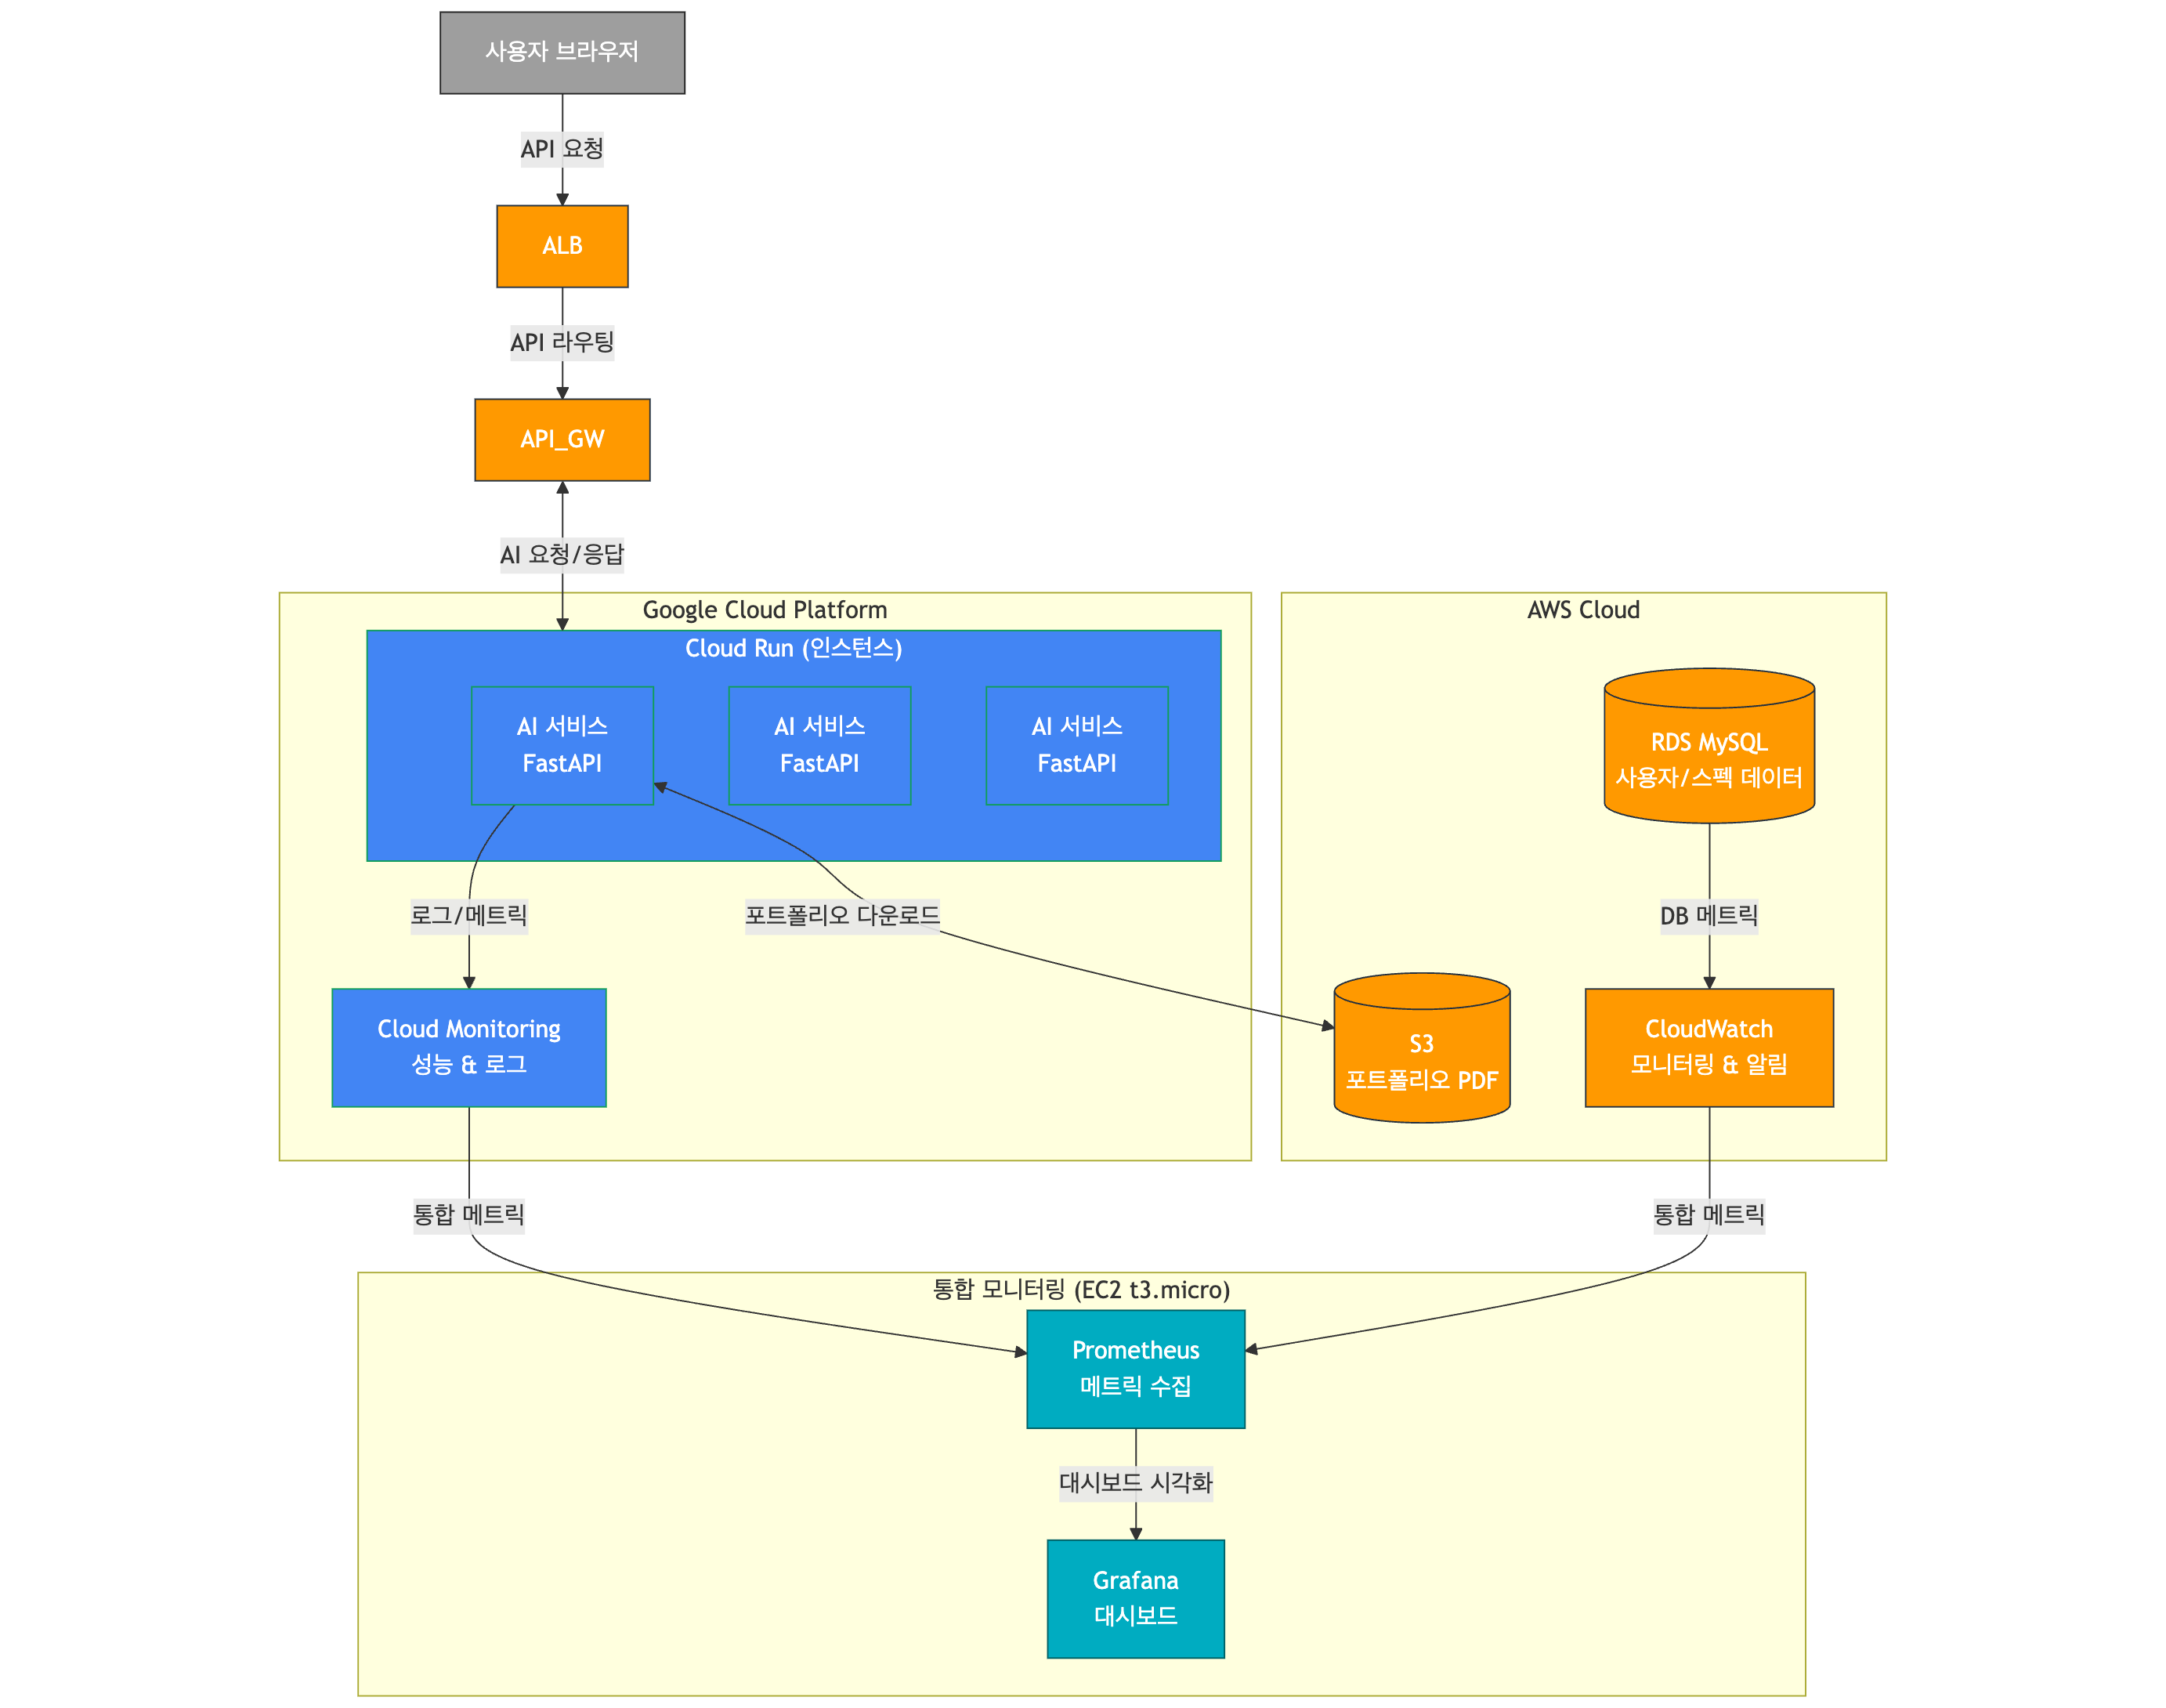 사용자 브라우저
API 요청
ALB
API 라우팅
API_GW
AI 요청/응답
Google Cloud Platform
Cloud Run (인스턴스)
AI 서비스
FastAPI
AI 서비스
FastAPI
AI 서비스
FastAPI
로그/메트릭
포트폴리오 다운로드
Cloud Monitoring
성능 & 로그
AWS Cloud
RDS MySQL
사용자/스펙 데이터
DB 메트릭
S3
포트폴리오 PDF
CloudWatch
모니터링 & 알림
통합 메트릭
통합 메트릭
통합 모니터링 (EC2 t3.micro)
Prometheus
메트릭 수집
대시보드 시각화
Grafana
대시보드